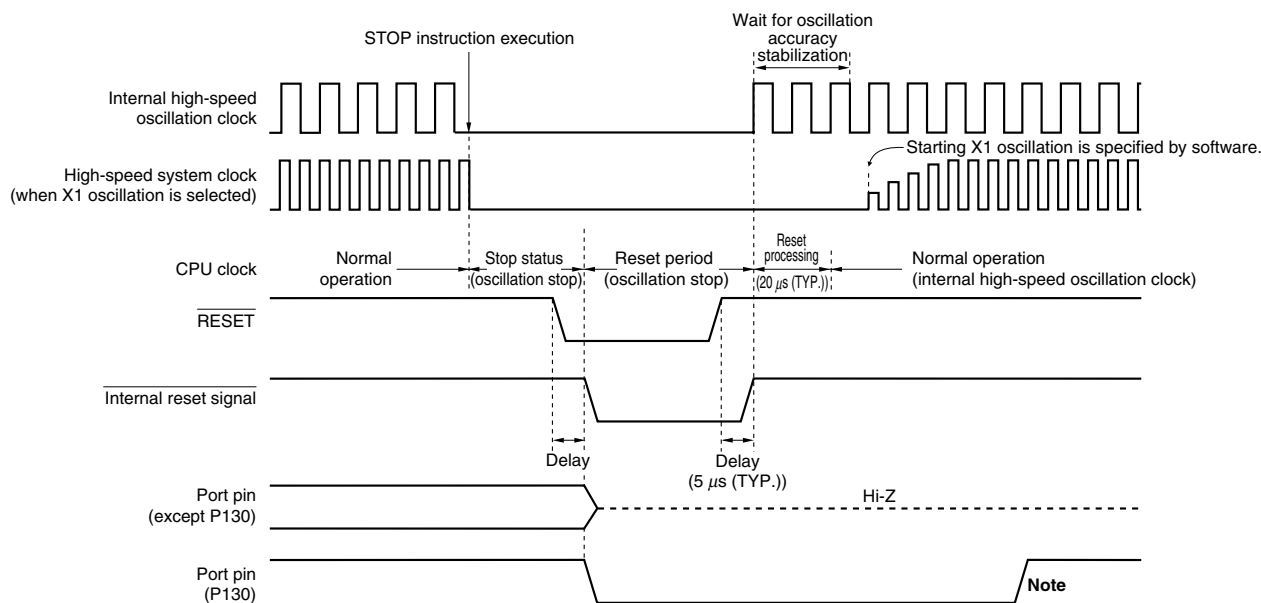 Wait for oscillation
accuracy
stabilization
STOP instruction execution
Internal high-speed
oscillation clock
Starting X1 oscillation is specified by software.
High-speed system clock
(when X1 oscillation is selected)
CPU clock
Normal
operation
Stop status
(oscillation stop)
Reset period
(oscillation stop)
Reset
processing
(20 μs (TYP.))
Normal operation
(internal high-speed oscillation clock)
RESET
Internal reset signal
Delay
Delay
(5 μs (TYP.))
Port pin
(except P130)
Hi-Z
Port pin
(P130)
Note